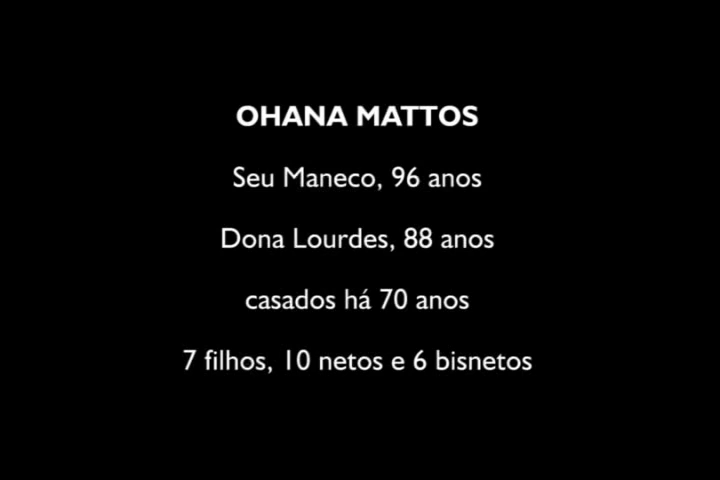 OHANA MATTOS
Seu Maneco, 96 anos
Dona Lourdes, 88 anos
casados há 70 anos
7 filhos, 10 netos e 6 bisnetos